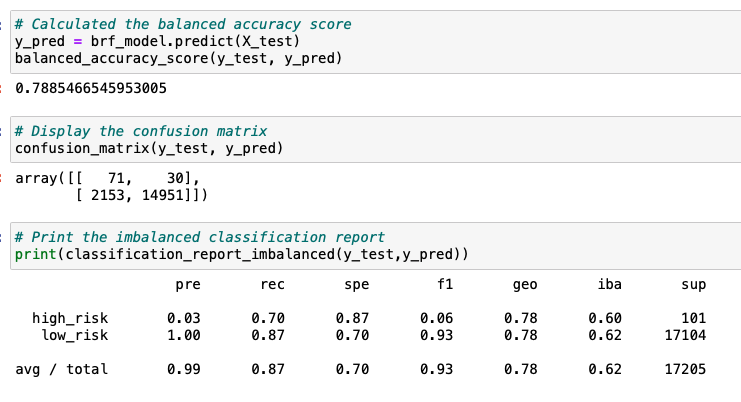 # Calculated the balanced accuracy score
y_pred = brf_model.predict(X_test)
balanced_accuracy_score(y_test, y_pred)
0.7885466545953005
# Display the confusion matrix
confusion_matrix(y_test, y_pred)
array([[   71,    30],
       [ 2153, 14951]])
# Print the imbalanced classification report
print(classification_report_imbalanced(y_test,y_pred))
pre rec spe f1 geo iba sup
high_risk 0.03 0.70 0.87 0.06 0.78 0.60 101
low_risk 1.00 0.87 0.70 0.93 0.78 0.62 17104
avg / total 0.99 0.87 0.70 0.93 0.78 0.62 17205